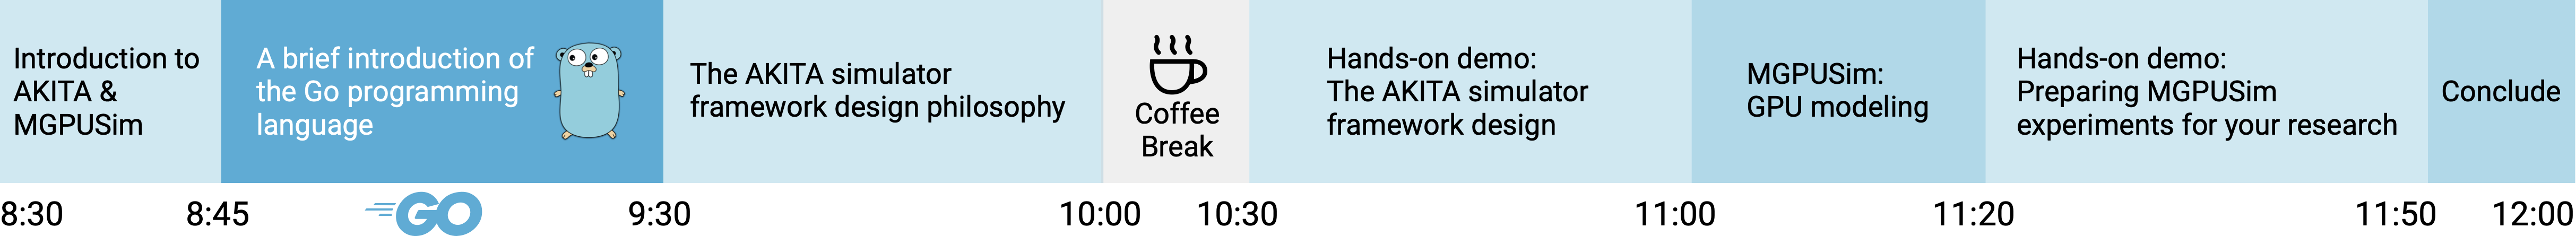 Introduction to
AKITA &
MGPUSim
A brief introduction of
the Go programming
language
The AKITA simulator
framework design philosophy
Coffee
Break
Hands-on demo:
The AKITA simulator
framework design
MGPUSim:
GPU modeling
Hands-on demo:
Preparing MGPUSim
experiments for your research
Conclude
8:30
8:45
GO
9:30
10:00
10:30
11:00
11:20
11:50
12:00